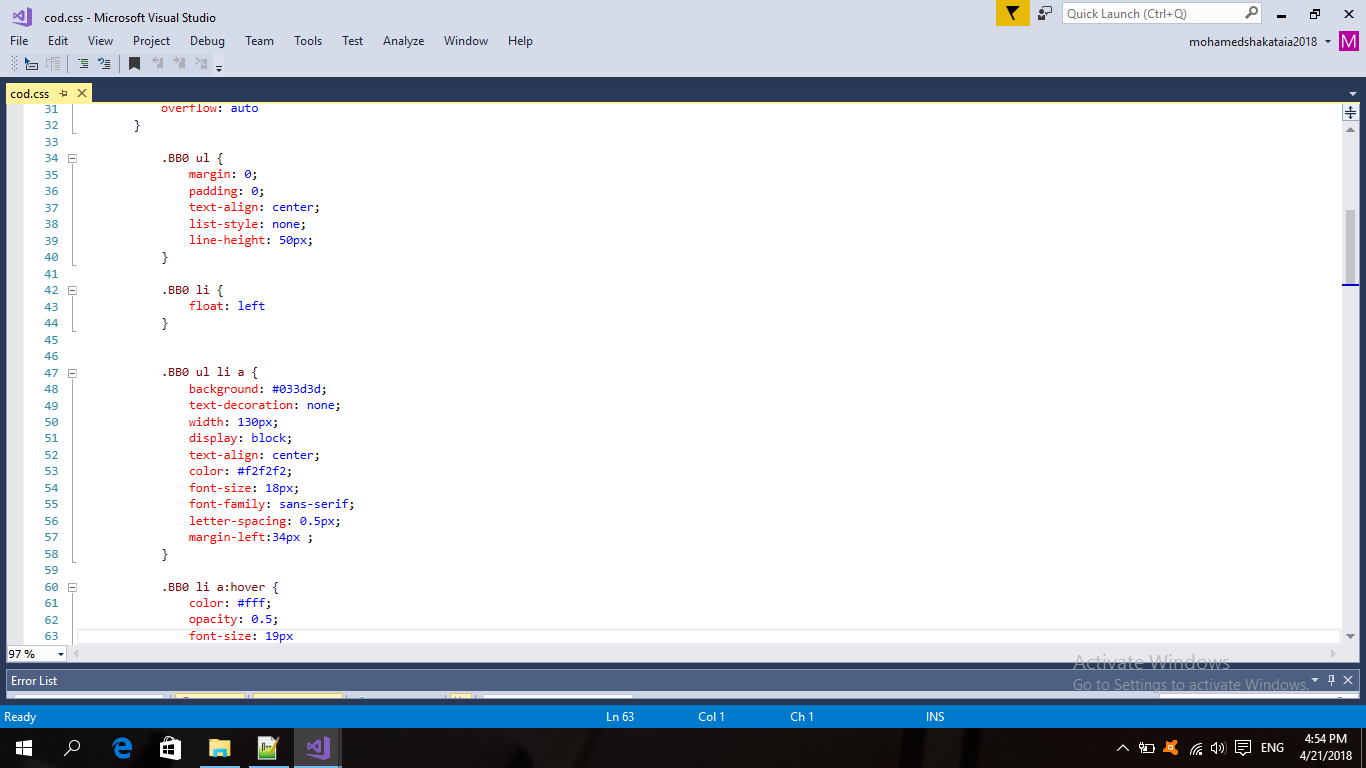 cod.css - Microsoft Visual Studio
Quick Launch (Ctrl+Q)
File Edit View Project Debug Team Tools Test Analyze Window Help
mohamedshakataia2018 M
cod.css
31 overflow: auto
32 }
33
34 .BB0 ul {
35 margin: 0;
36 padding: 0;
37 text-align: center;
38 list-style: none;
39 line-height: 50px;
40 }
41
42 .BB0 li {
43 float: left
44 }
45
46
47 .BB0 ul li a {
48 background: #033d3d;
49 text-decoration: none;
50 width: 130px;
51 display: block;
52 text-align: center;
53 color: #f2f2f2;
54 font-size: 18px;
55 font-family: sans-serif;
56 letter-spacing: 0.5px;
57 margin-left:34px ;
58 }
59
60 .BB0 li a:hover {
61 color: #fff;
62 opacity: 0.5;
63 font-size: 19px
97 %
Activate Windows
Go to Settings to activate Windows.
Error List
Ready Ln 63 Col 1 Ch 1 INS
ENG
4:54 PM
4/21/2018